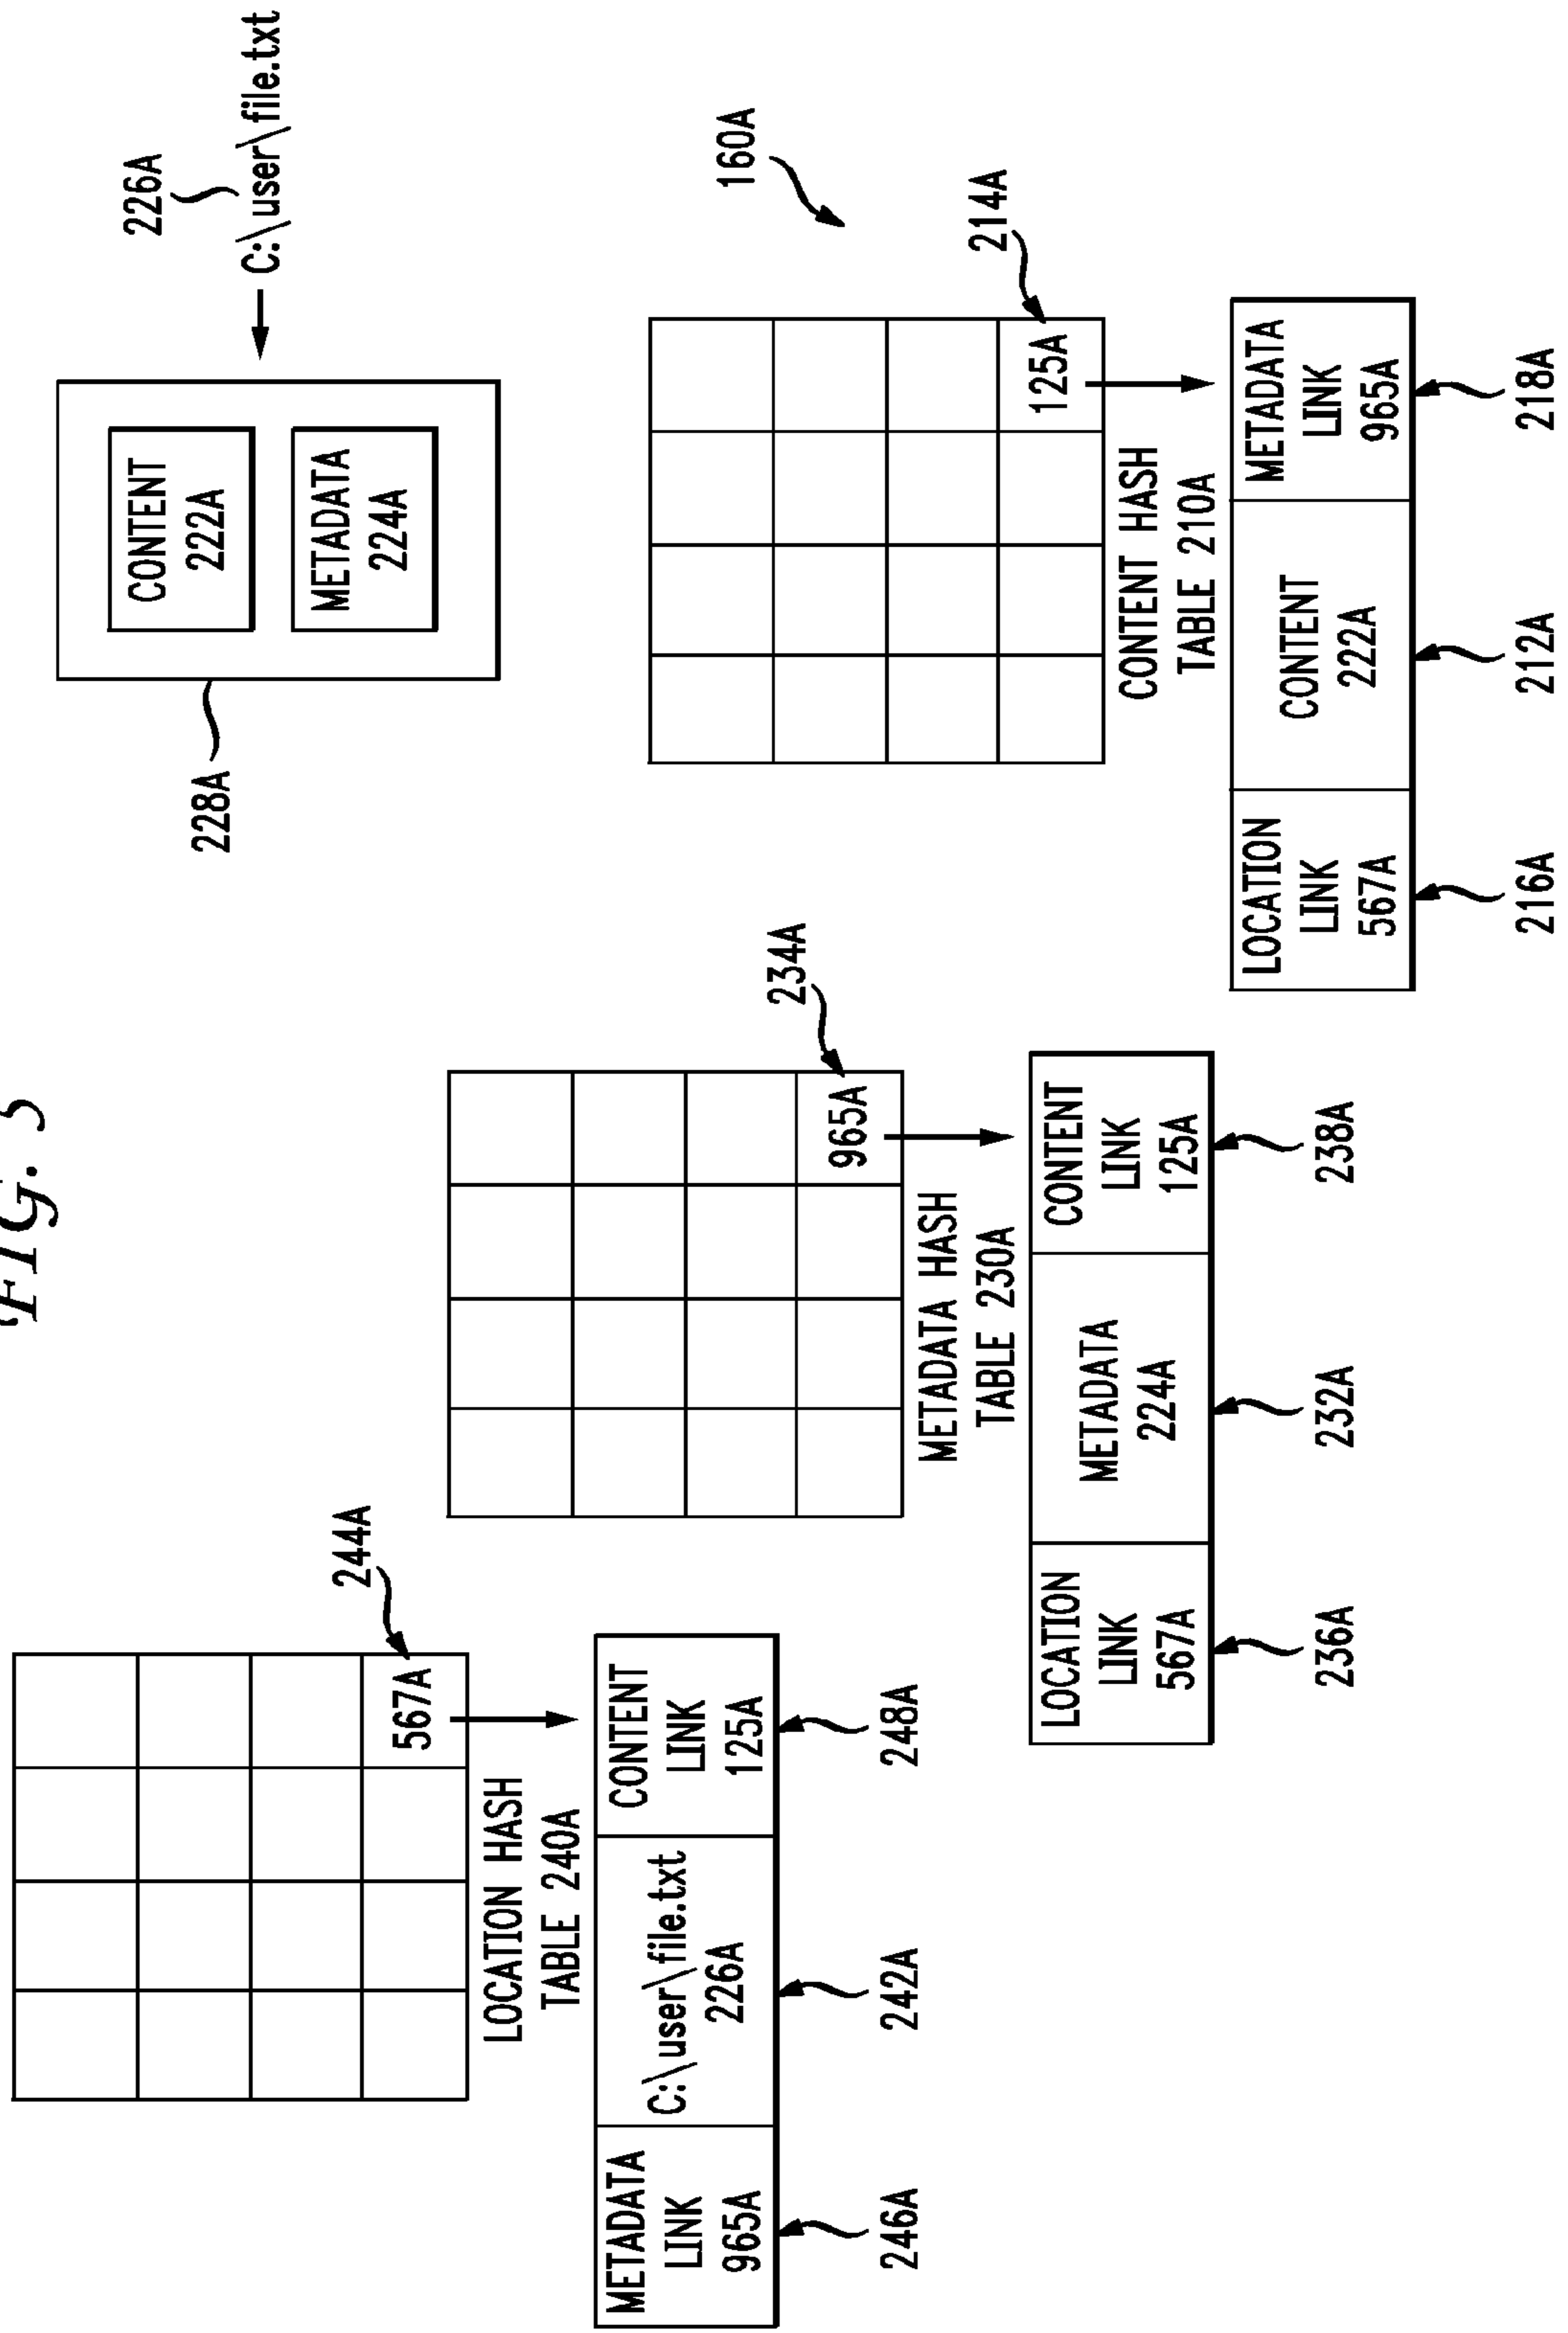 FIG. 5
228A
CONTENT
222A
METADATA
224A
226A
C:\user\file.txt
160A
244A
567A
LOCATION HASH
TABLE 240A
METADATA
LINK
965A
C:\user\file.txt
226A
CONTENT
LINK
125A
246A
242A
248A
234A
965A
METADATA HASH
TABLE 230A
LOCATION
LINK
567A
METADATA
224A
CONTENT
LINK
125A
236A
232A
238A
214A
125A
CONTENT HASH
TABLE 210A
LOCATION
LINK
567A
CONTENT
222A
METADATA
LINK
965A
216A
212A
218A